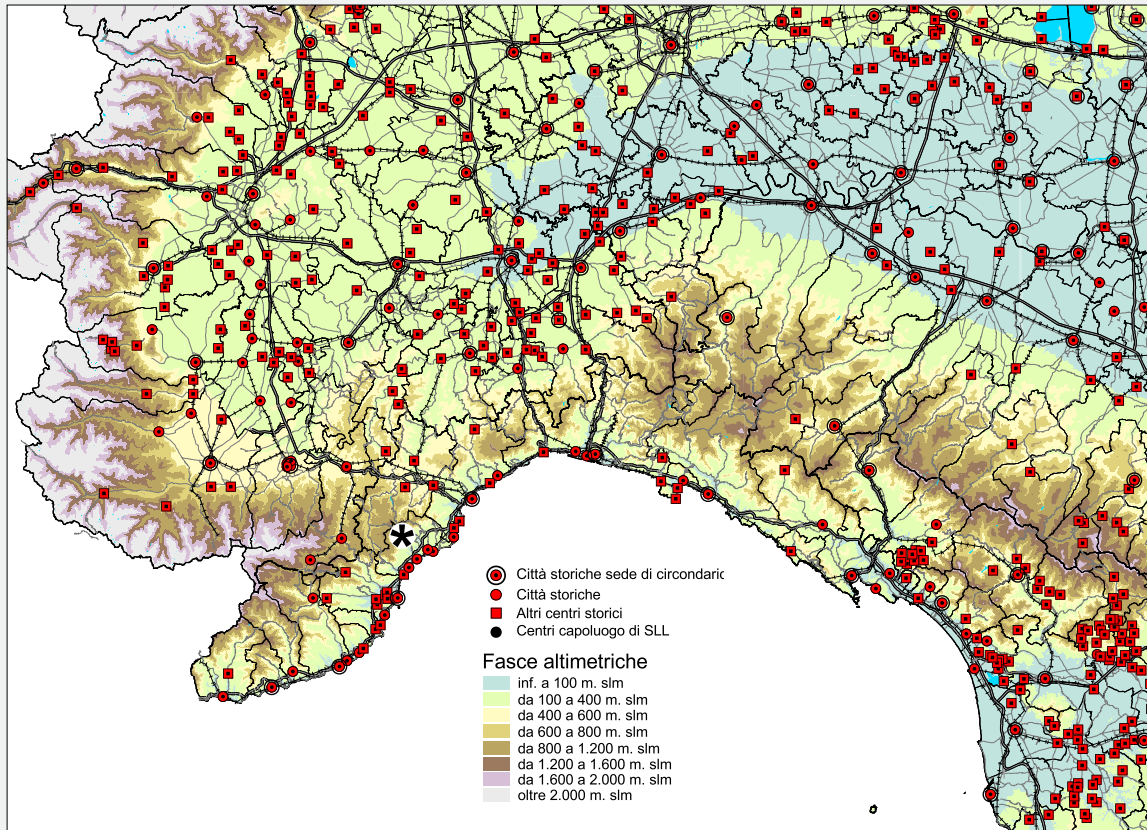 Città storiche sede di circondaric
Città storiche
Altri centri storici
Centri capoluogo di SLL
Fasce altimetriche
inf. a 100 m. slm
da 100 a 400 m. slm
da 400 a 600 m. slm
da 600 a 800 m. slm
da 800 a 1.200 m. slm
da 1.200 a 1.600 m. slm
da 1.600 a 2.000 m. slm
oltre 2.000 m. slm